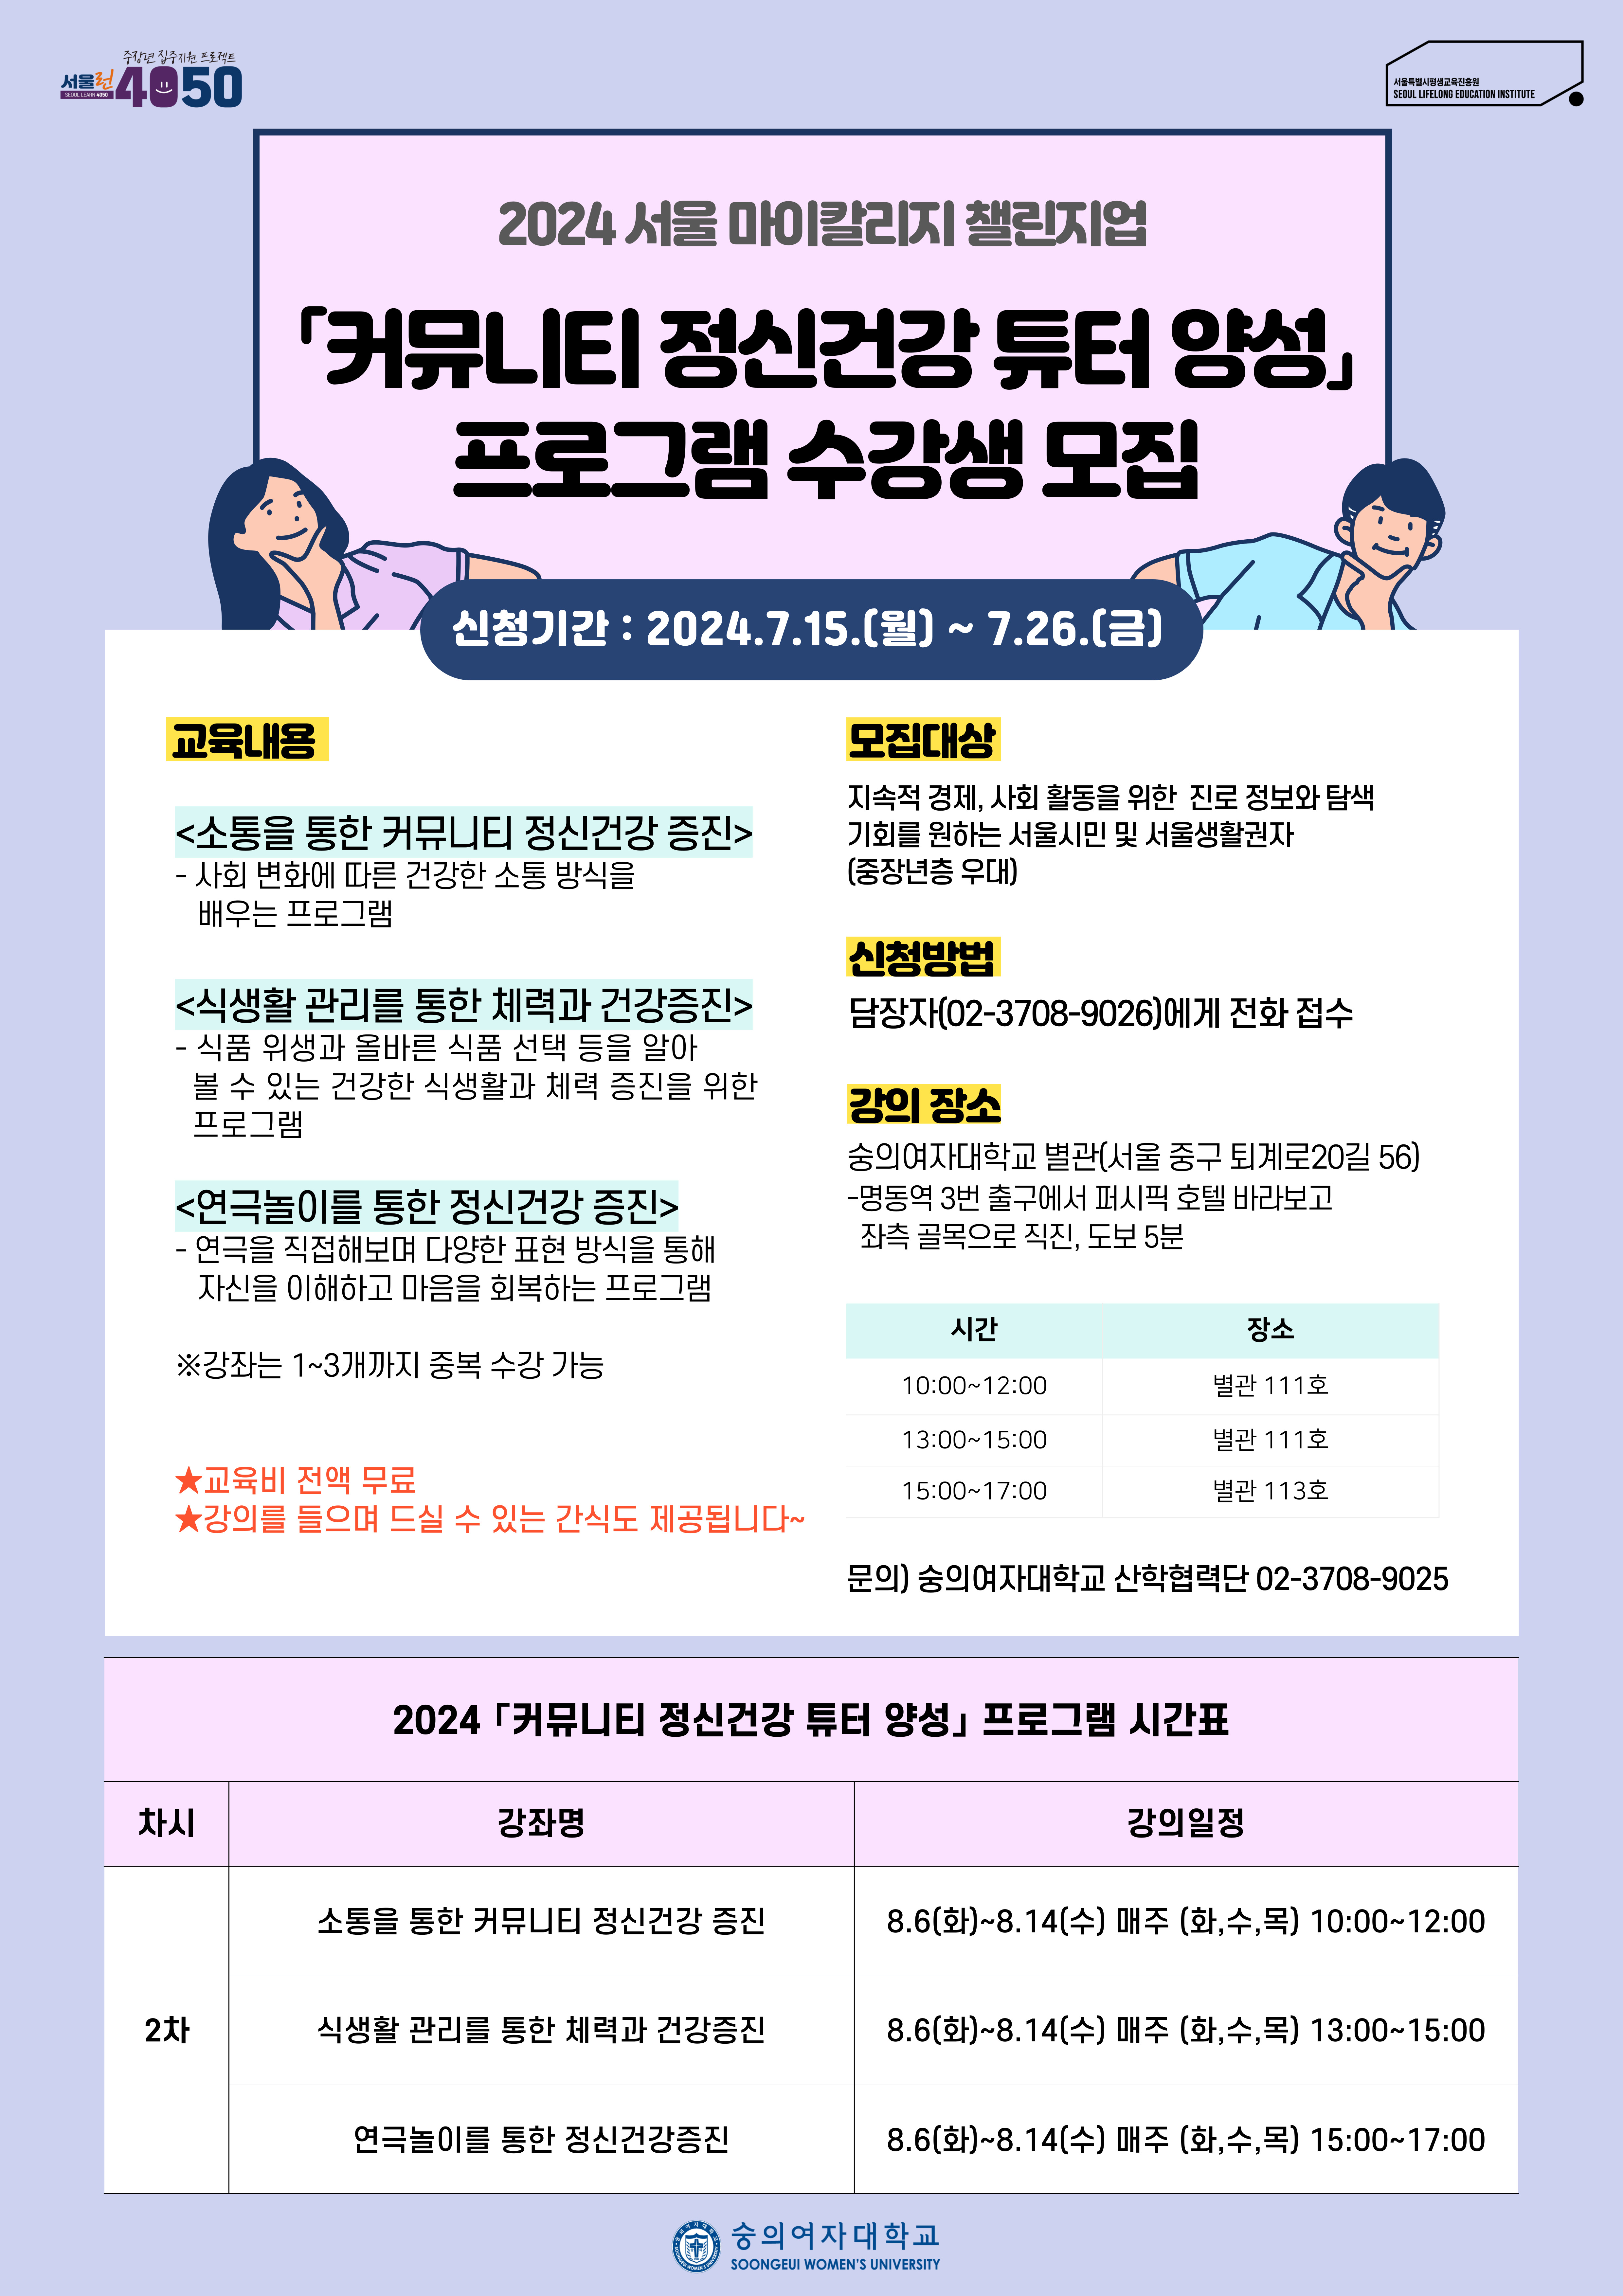 중장년 집중지원 프로젝트
서울런 4050
SEOUL LEARN 4050
서울특별시평생교육진흥원
SEOUL LIFELONG EDUCATION INSTITUTE
2024 서울 마이칼리지 챌린지업
「커뮤니티 정신건강 튜터 양성」
프로그램 수강생 모집
신청기간 : 2024.7.15.(월) ~ 7.26.(금)
교육내용
<소통을 통한 커뮤니티 정신건강 증진>
- 사회 변화에 따른 건강한 소통 방식을
배우는 프로그램
<식생활 관리를 통한 체력과 건강증진>
- 식품 위생과 올바른 식품 선택 등을 알아
볼 수 있는 건강한 식생활과 체력 증진을 위한
프로그램
<연극놀이를 통한 정신건강 증진>
- 연극을 직접해보며 다양한 표현 방식을 통해
자신을 이해하고 마음을 회복하는 프로그램
※강좌는 1~3개까지 중복 수강 가능
★교육비 전액 무료
★강의를 들으며 드실 수 있는 간식도 제공됩니다~
모집대상
지속적 경제, 사회 활동을 위한 진로 정보와 탐색
기회를 원하는 서울시민 및 서울생활권자
(중장년층 우대)
신청방법
담장자(02-3708-9026)에게 전화 접수
강의 장소
숭의여자대학교 별관(서울 중구 퇴계로20길 56)
-명동역 3번 출구에서 퍼시픽 호텔 바라보고
좌측 골목으로 직진, 도보 5분
시간 장소
10:00~12:00 별관 111호
13:00~15:00 별관 111호
15:00~17:00 별관 113호
문의) 숭의여자대학교 산학협력단 02-3708-9025
2024 「커뮤니티 정신건강 튜터 양성」 프로그램 시간표
차시 강좌명 강의일정
소통을 통한 커뮤니티 정신건강 증진 8.6(화)~8.14(수) 매주 (화,수,목) 10:00~12:00
2차 식생활 관리를 통한 체력과 건강증진 8.6(화)~8.14(수) 매주 (화,수,목) 13:00~15:00
연극놀이를 통한 정신건강증진 8.6(화)~8.14(수) 매주 (화,수,목) 15:00~17:00
숭의여자대학교
SOONGEUI WOMEN'S UNIVERSITY